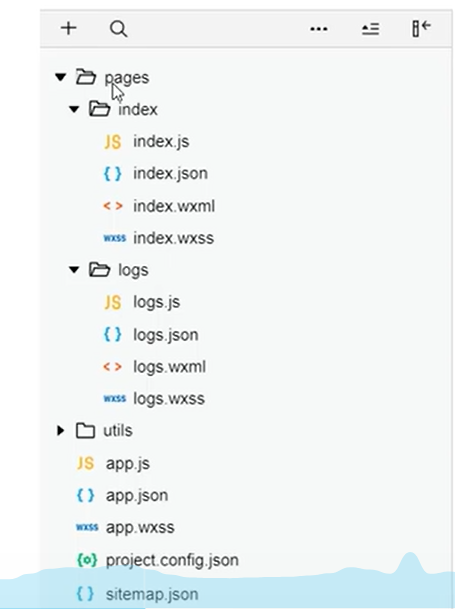 pages
index
JS index.js
{ } index.json
< > index.wxml
wxss index.wxss
logs
JS logs.js
{ } logs.json
< > logs.wxml
wxss logs.wxss
utils
JS app.js
{ } app.json
wxss app.wxss
{o} project.config.json
{ } sitemap.json